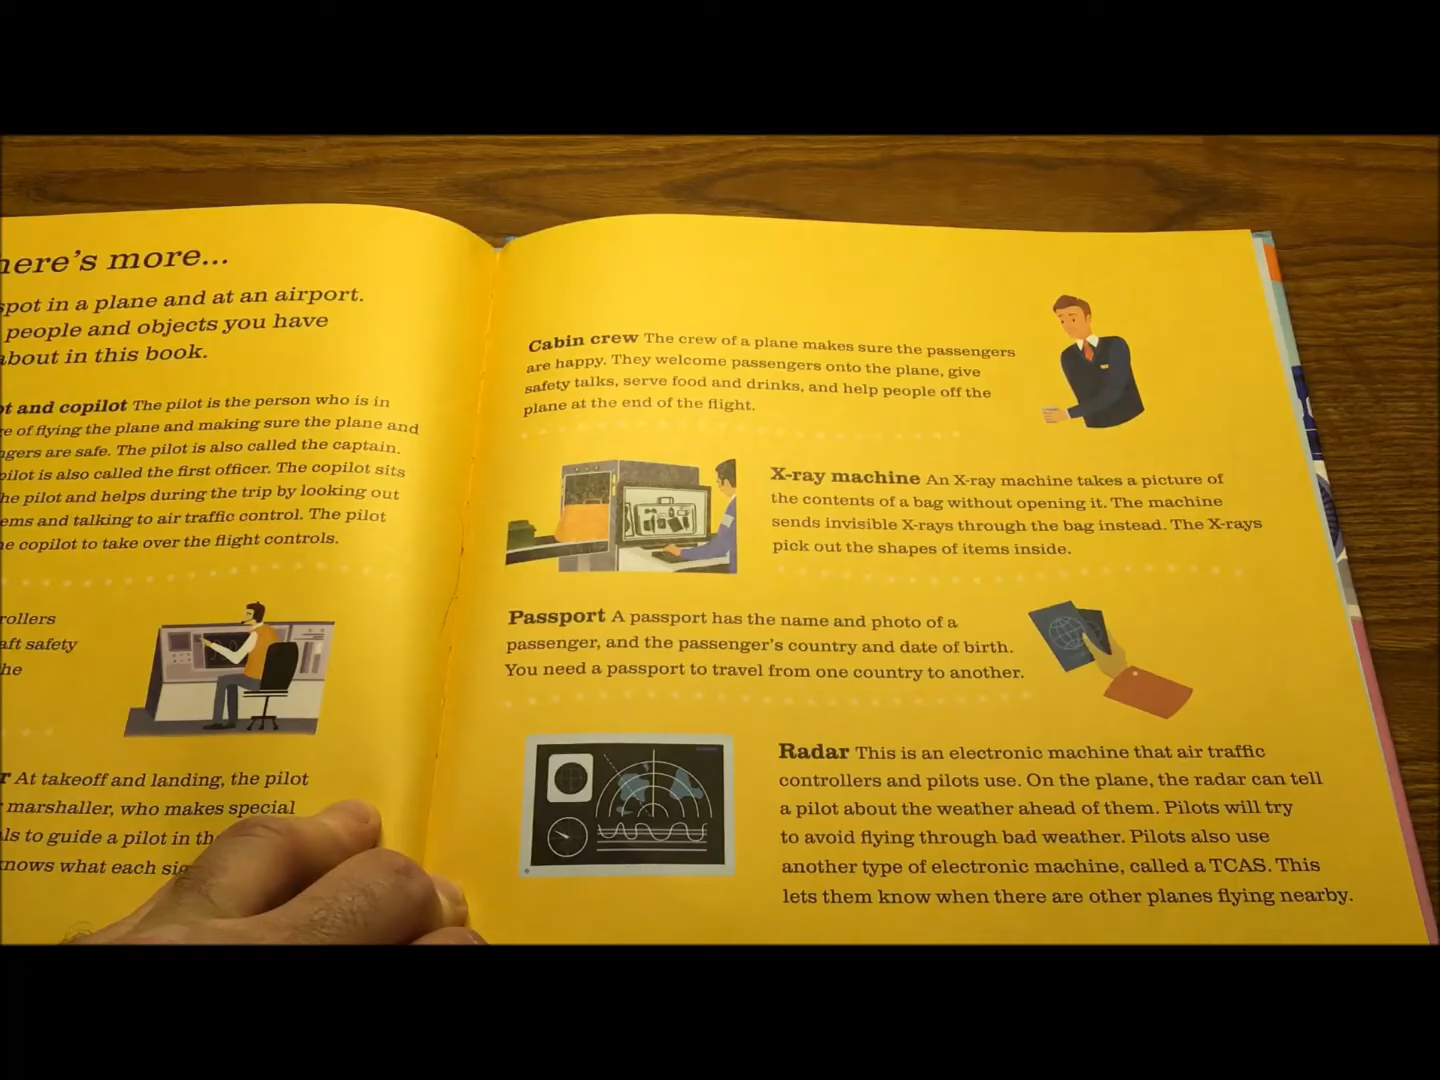 here's more...
spot in a plane and at an airport.
people and objects you have
about in this book.
and copilot The pilot is the person who is in
of flying the plane and making sure the plane and
are safe. The pilot is also called the captain.
is also called the first officer. The copilot sits
the pilot and helps during the trip by looking out
and talking to air traffic control. The pilot
copilot to take over the flight controls.
safety
At takeoff and landing, the pilot
marshaller, who makes special
to guide a pilot in
knows what each
Cabin crew The crew of a plane makes sure the passengers
are happy. They welcome passengers onto the plane, give
safety talks, serve food and drinks, and help people off the
plane at the end of the flight.
X-ray machine An X-ray machine takes a picture of
the contents of a bag without opening it. The machine
sends invisible X-rays through the bag instead. The X-rays
pick out the shapes of items inside.
Passport A passport has the name and photo of a
passenger, and the passenger's country and date of birth.
You need a passport to travel from one country to another.
Radar This is an electronic machine that air traffic
controllers and pilots use. On the plane, the radar can tell
a pilot about the weather ahead of them. Pilots will try
to avoid flying through bad weather. Pilots also use
another type of electronic machine, called a TCAS. This
lets them know when there are other planes flying nearby.